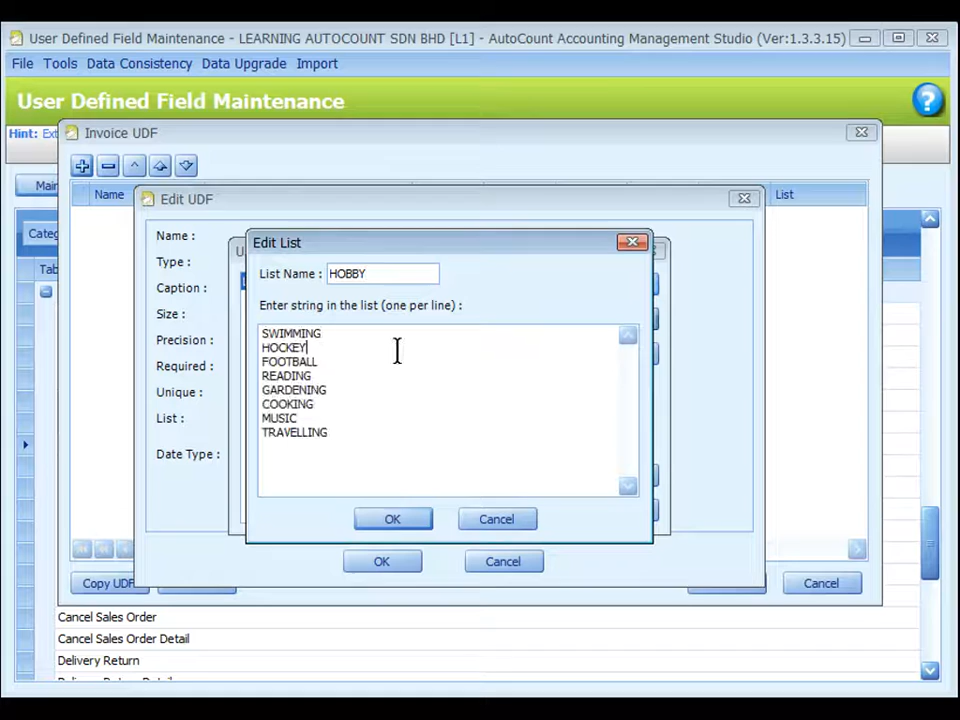 User Defined Field Maintenance - LEARNING AUTOCOUNT SDN BHD [L1] - AutoCount Accounting Management Studio (Ver:1.3.3.15)
File Tools Data Consistency Data Upgrade Import
User Defined Field Maintenance
?
Hint: Ext
Invoice UDF
Main
Name
List
Edit UDF
Categ
Tab
Name :
Type :
Caption :
Size :
Precision :
Required :
Unique :
List :
Date Type :
Edit List
List Name : HOBBY
Enter string in the list (one per line) :
SWIMMING
HOCKEY
FOOTBALL
READING
GARDENING
COOKING
MUSIC
TRAVELLING
OK Cancel
OK Cancel
Copy UDF
Cancel
Cancel Sales Order
Cancel Sales Order Detail
Delivery Return